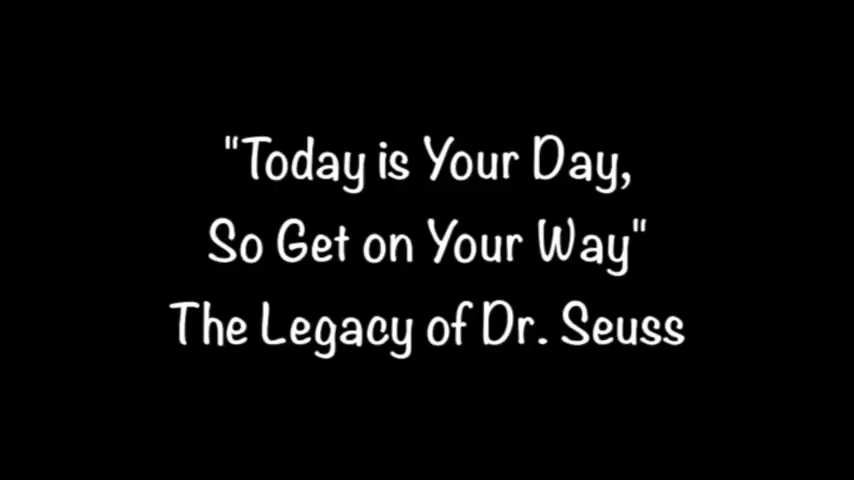 "Today is Your Day,
So Get on Your Way"
The Legacy of Dr. Seuss